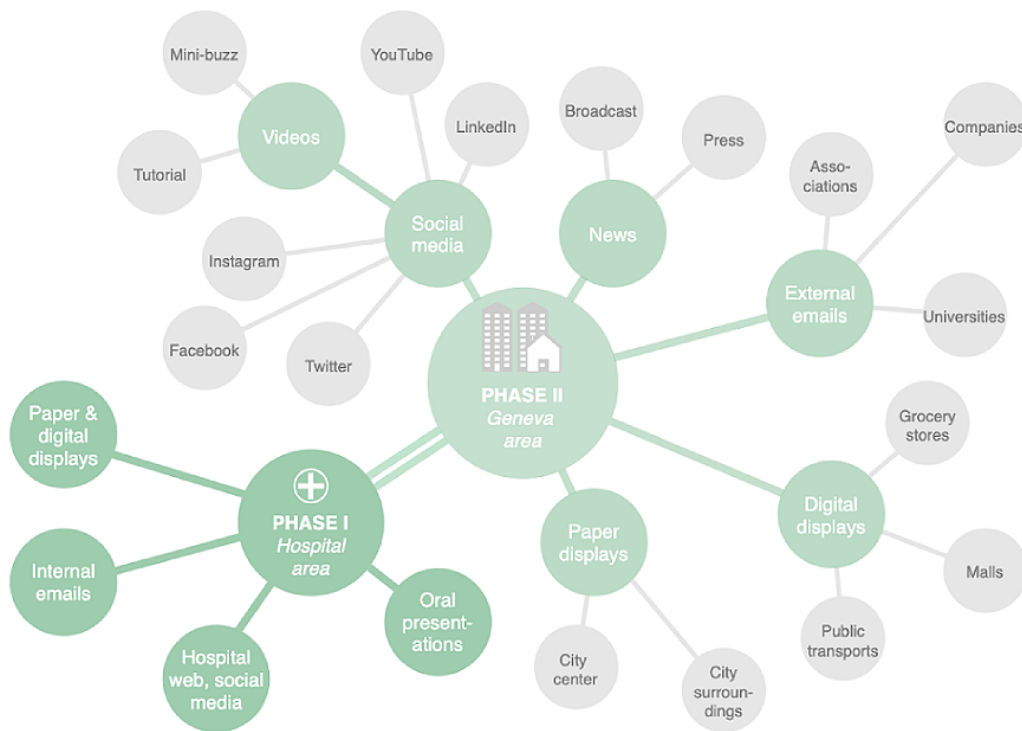 Mini-buzz
YouTube
Videos
LinkedIn
Broadcast
Press
Companies
Tutorial
Asso-
ciations
Social
media
News
Instagram
External
emails
Universities
Facebook
Twitter
PHASE II
Geneva
area
Paper &
digital
displays
Grocery
stores
PHASE I
Hospital
area
Paper
displays
Digital
displays
Internal
emails
Malls
Oral
present-
ations
Hospital
web, social
media
City
center
City
surroun-
dings
Public
transports